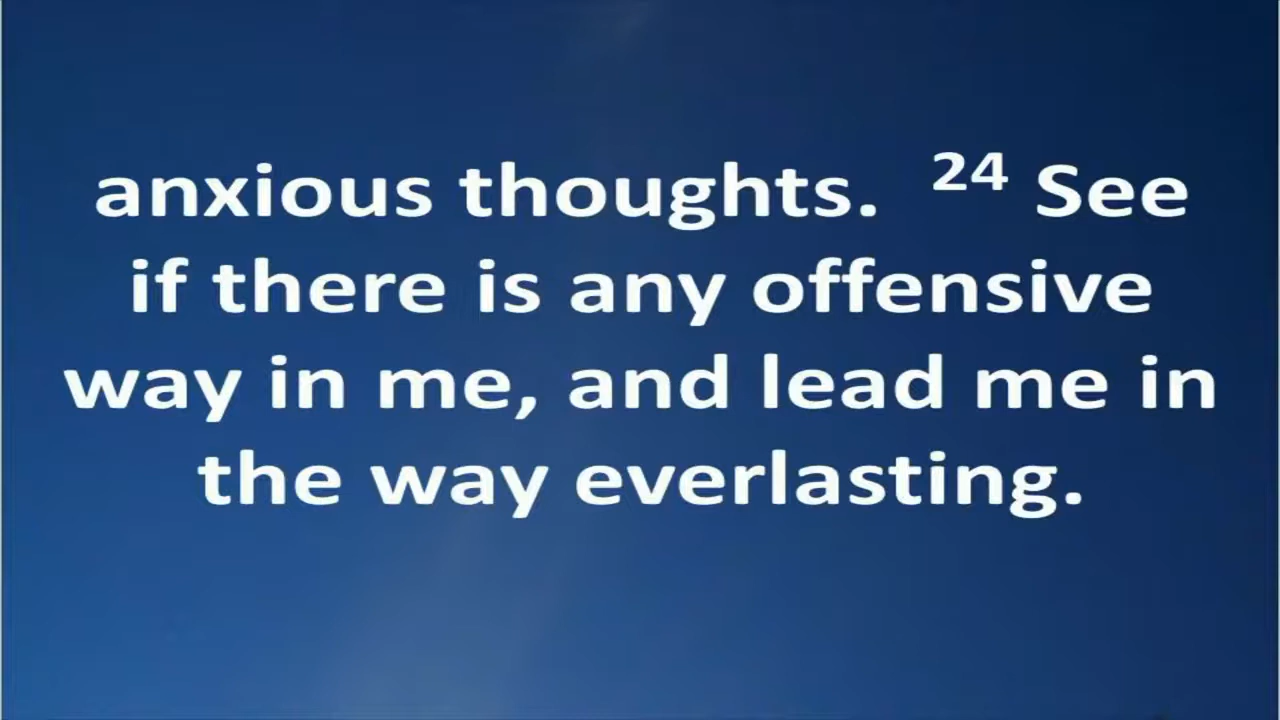 anxious thoughts. 24 See
if there is any offensive
way in me, and lead me in
the way everlasting.